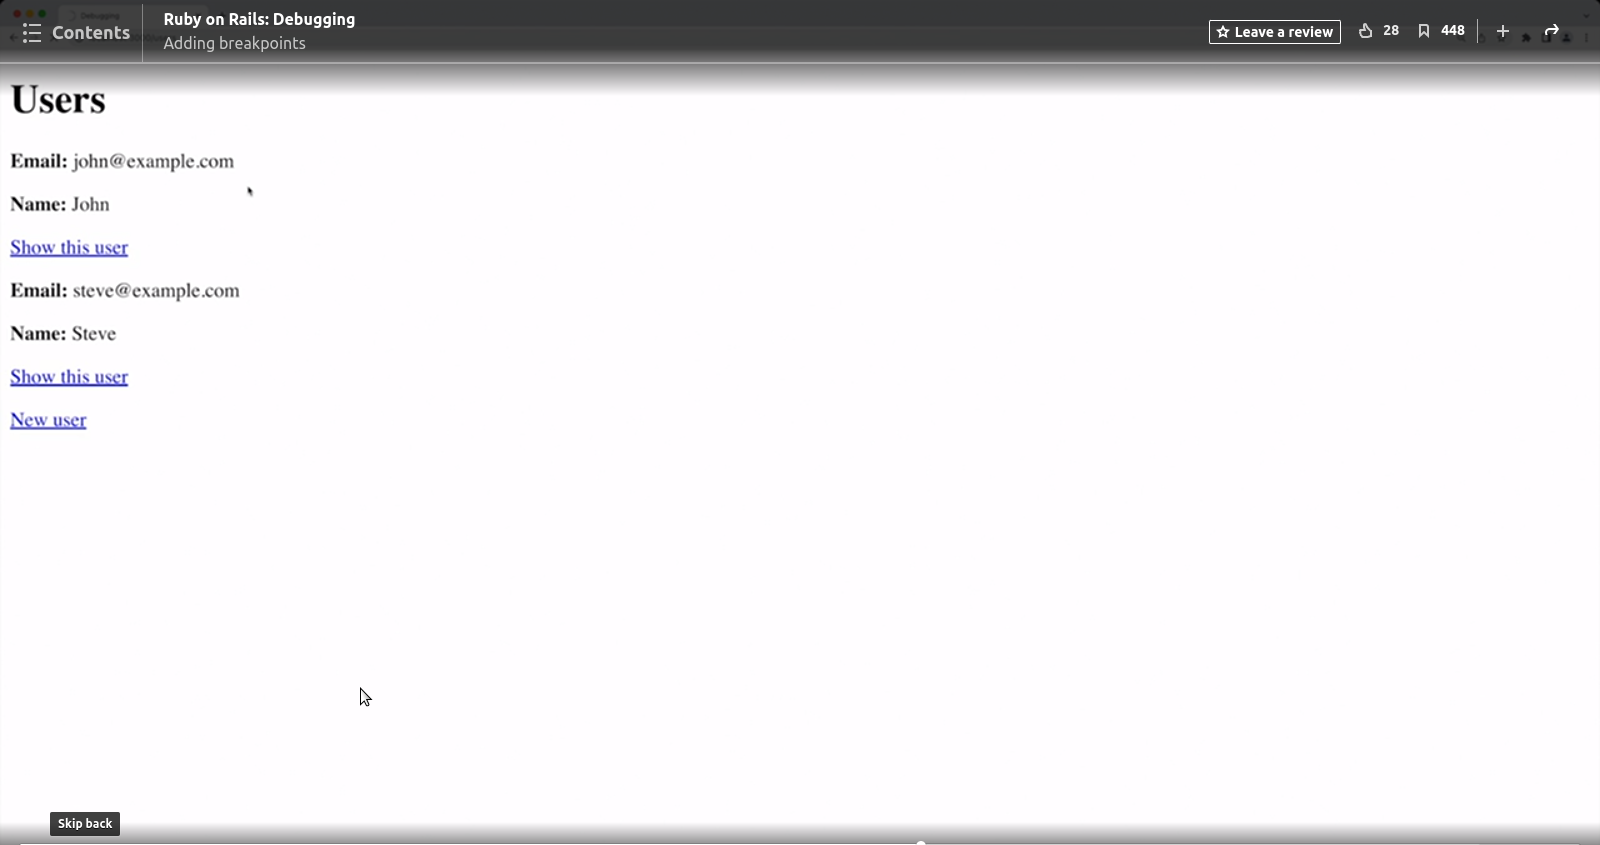 Debugging
Contents
Ruby on Rails: Debugging
Adding breakpoints
Leave a review
28
448
Users
Email: john@example.com
Name: John
Show this user
Email: steve@example.com
Name: Steve
Show this user
New user
Skip back